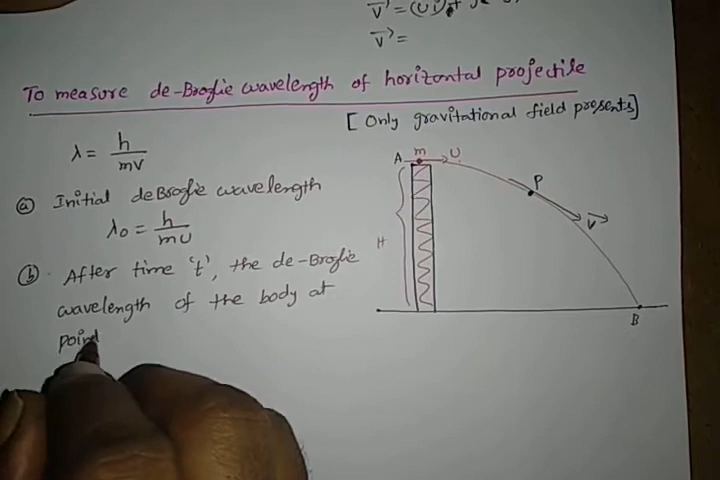 V⃗ = (U î) +
V⃗ =
To measure de-Broglie wavelength of horizontal projectile
[ Only gravitational field presents ]
λ = h / mv
ⓐ Initial deBroglie wavelength
λ₀ = h / mU
ⓑ After time 't', the de-Broglie
wavelength of the body at
point
A m U
P
V⃗
H
B